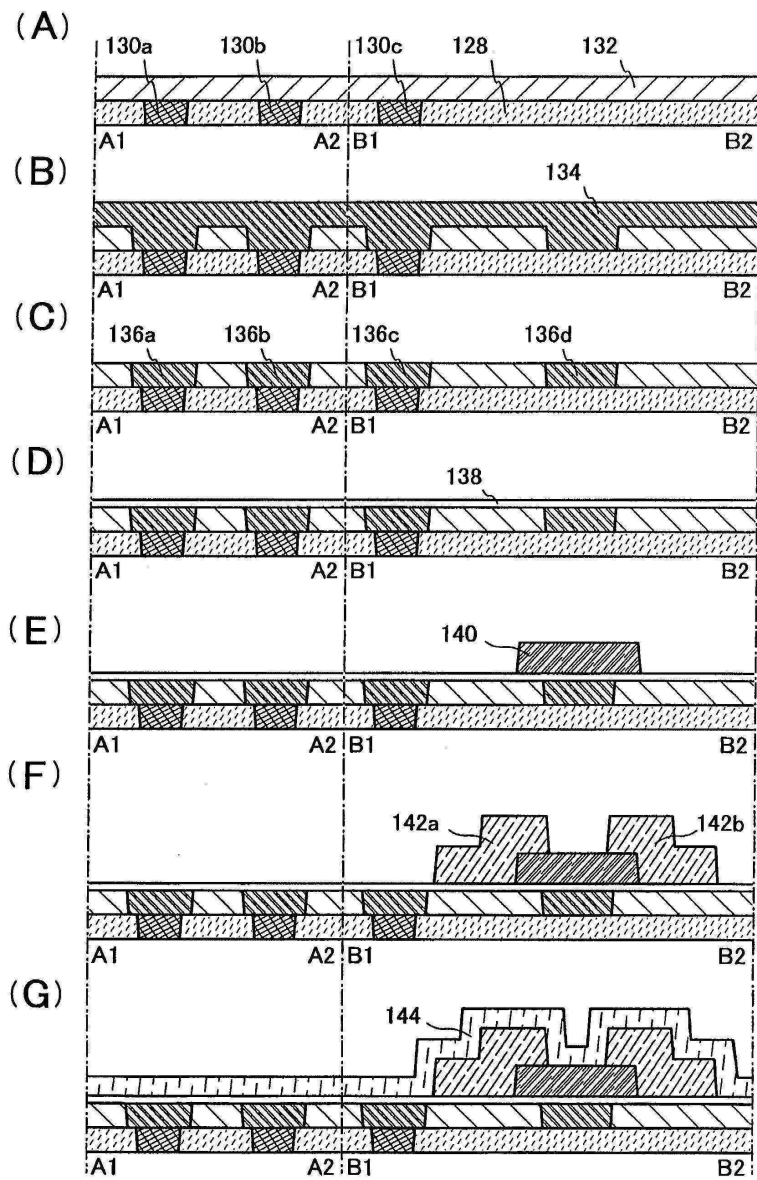 (A)
130a 130b 130c 128 132
A1 A2 B1 B2
(B)
134
A1 A2 B1 B2
(C)
136a 136b 136c 136d
A1 A2 B1 B2
(D)
138
A1 A2 B1 B2
(E)
140
A1 A2 B1 B2
(F)
142a 142b
A1 A2 B1 B2
(G)
144
A1 A2 B1 B2